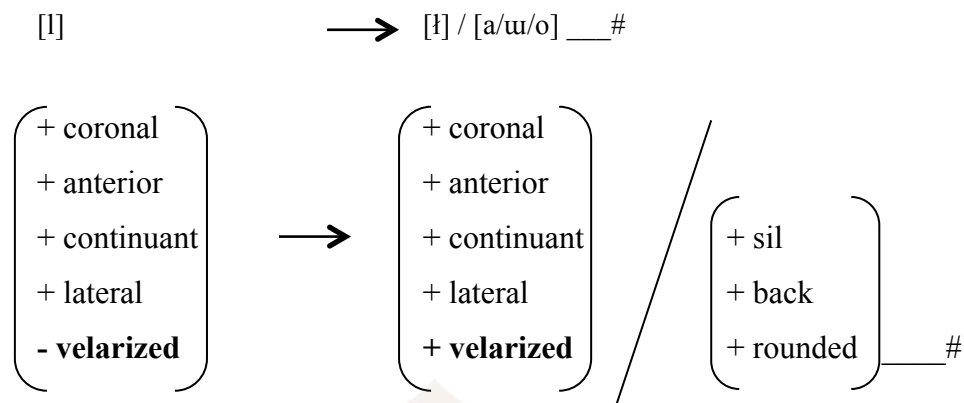 [l] → [ɫ] / [a/ɯ/o] ___#
+ coronal + coronal
+ anterior + anterior
+ continuant → + continuant + sil
+ lateral + lateral + back
- velarized + velarized / + rounded ____#